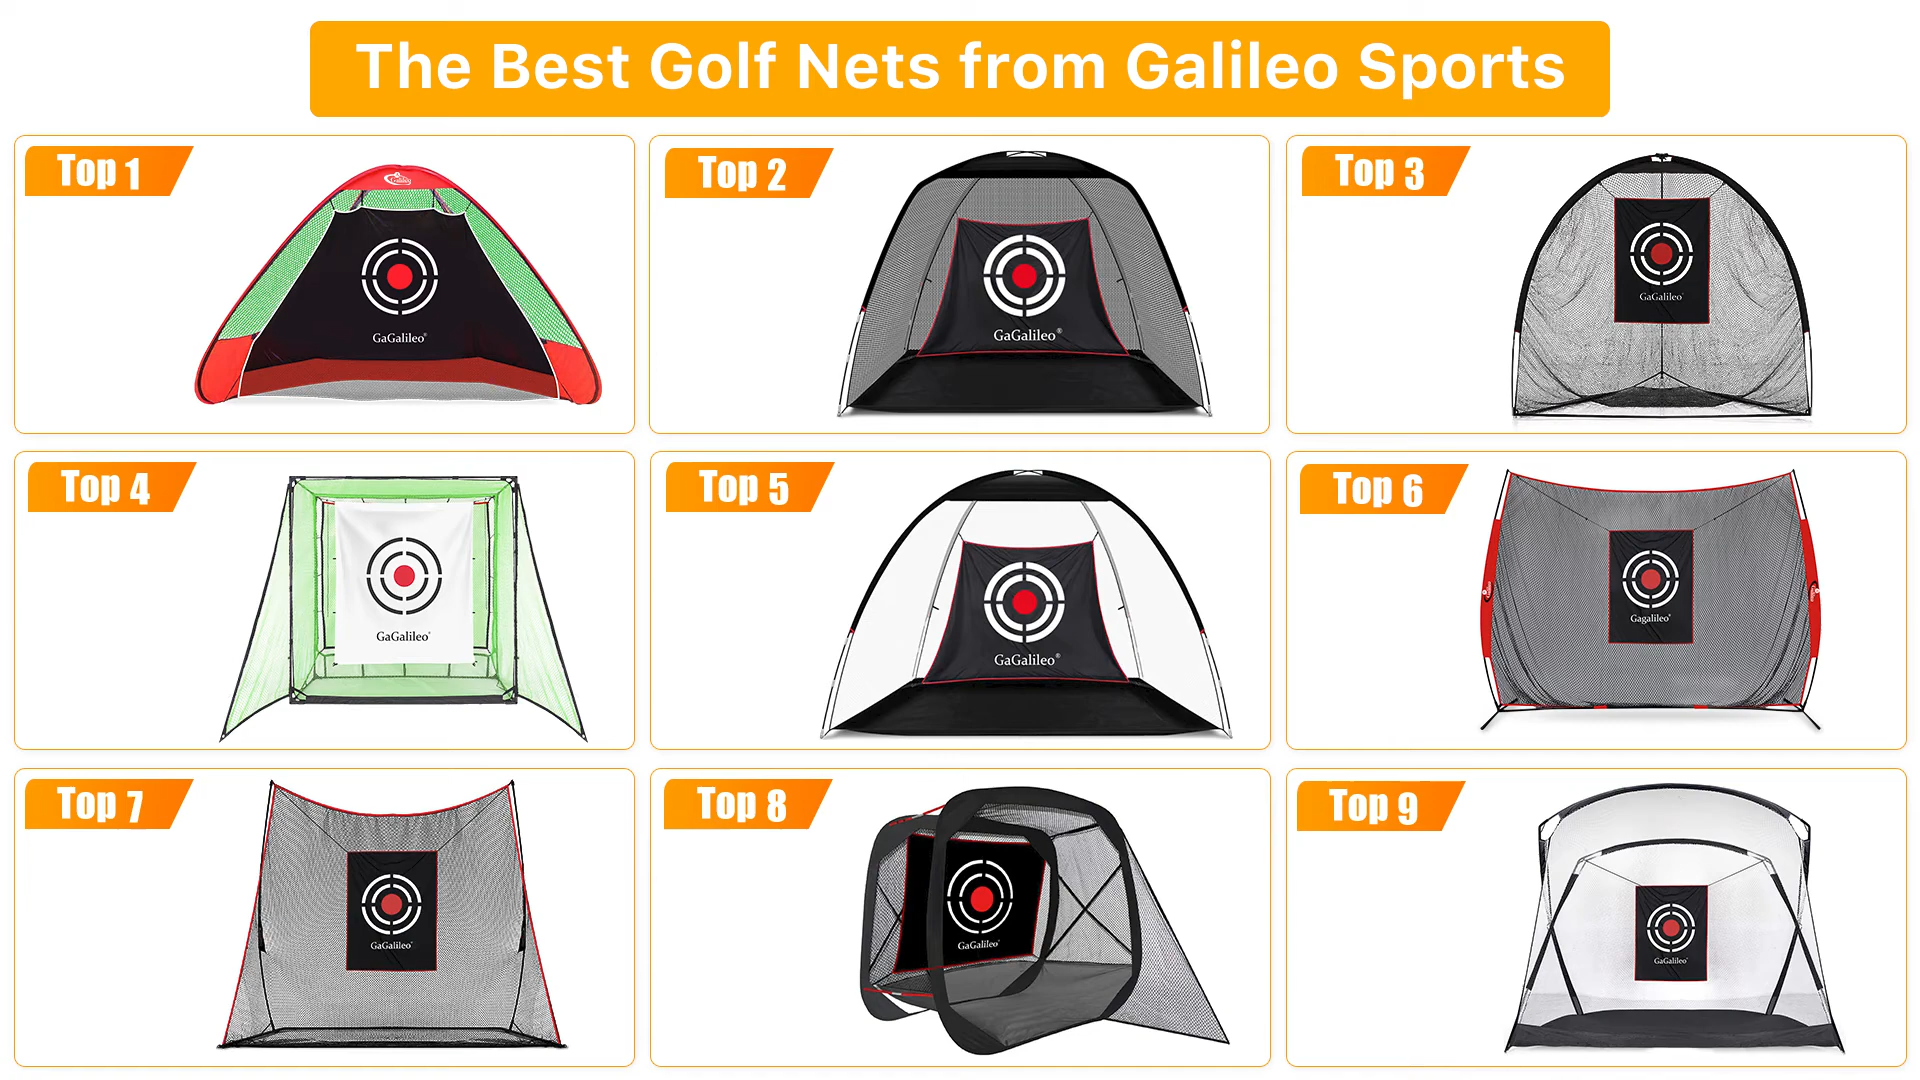 The Best Golf Nets from Galileo Sports
Top 1
Galileo
GaGalileo®
Top 2
GaGalileo®
Top 3
GaGalileo®
Top 4
GaGalileo®
Top 5
GaGalileo®
Top 6
Gagalileo®
Top 7
GaGalileo®
Top 8
GaGalileo®
Top 9
GaGalileo®